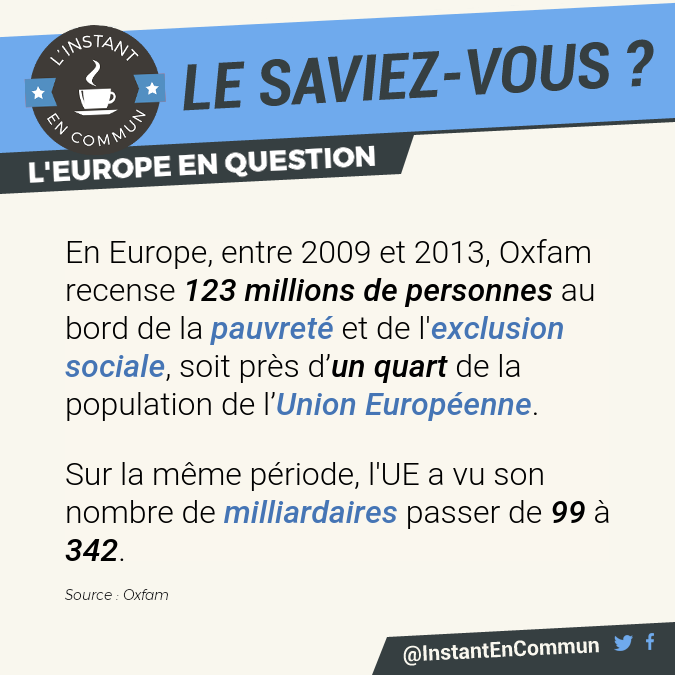 L'INSTANT
EN COMMUN
LE SAVIEZ-VOUS ?
L'EUROPE EN QUESTION
En Europe, entre 2009 et 2013, Oxfam
recense 123 millions de personnes au
bord de la pauvreté et de l'exclusion
sociale, soit près d’un quart de la
population de l’Union Européenne.
Sur la même période, l'UE a vu son
nombre de milliardaires passer de 99 à
342.
Source : Oxfam
@InstantEnCommun